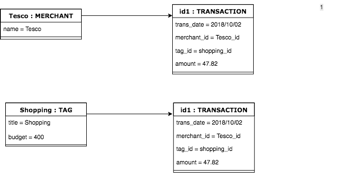 Tesco : MERCHANT
name = Tesco
id1 : TRANSACTION
trans_date = 2018/10/02
merchant_id = Tesco_id
tag_id = shopping_id
amount = 47.82
Shopping : TAG
title = Shopping
budget = 400
id1 : TRANSACTION
trans_date = 2018/10/02
merchant_id = Tesco_id
tag_id = shopping_id
amount = 47.82